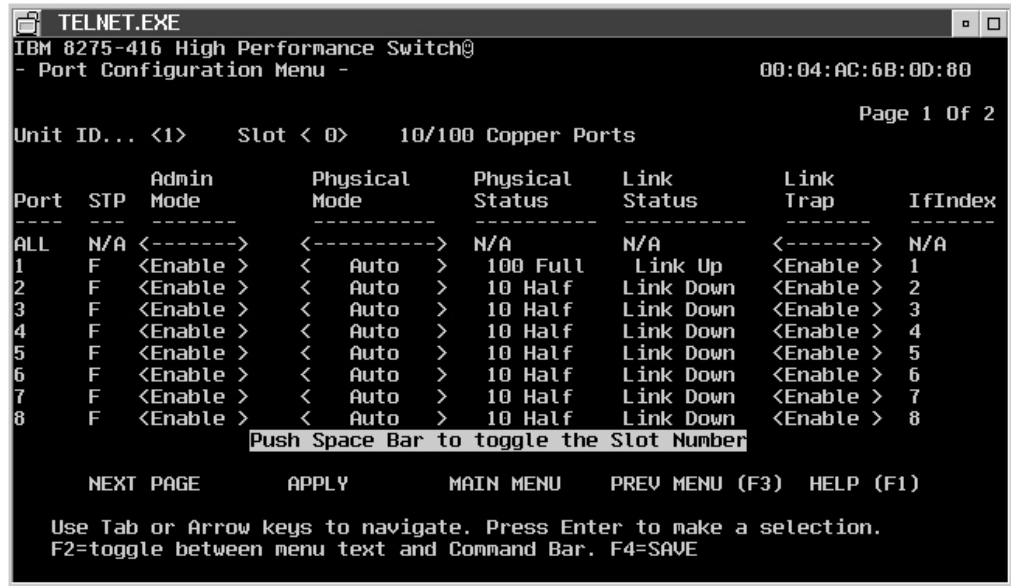 TELNET.EXE
IBM 8275-416 High Performance Switch@
- Port Configuration Menu - 00:04:AC:6B:0D:80
Page 1 Of 2
Unit ID... <1> Slot < 0> 10/100 Copper Ports
Admin Physical Physical Link Link
Port STP Mode Mode Status Status Trap IfIndex
---- --- ------- ----------- ---------- ---------- ------- -------
ALL N/A <-------> <-----------> N/A N/A <-------> N/A
1 F <Enable > < Auto > 100 Full Link Up <Enable > 1
2 F <Enable > < Auto > 10 Half Link Down <Enable > 2
3 F <Enable > < Auto > 10 Half Link Down <Enable > 3
4 F <Enable > < Auto > 10 Half Link Down <Enable > 4
5 F <Enable > < Auto > 10 Half Link Down <Enable > 5
6 F <Enable > < Auto > 10 Half Link Down <Enable > 6
7 F <Enable > < Auto > 10 Half Link Down <Enable > 7
8 F <Enable > < Auto > 10 Half Link Down <Enable > 8
Push Space Bar to toggle the Slot Number
NEXT PAGE APPLY MAIN MENU PREV MENU (F3) HELP (F1)
Use Tab or Arrow keys to navigate. Press Enter to make a selection.
F2=toggle between menu text and Command Bar. F4=SAVE